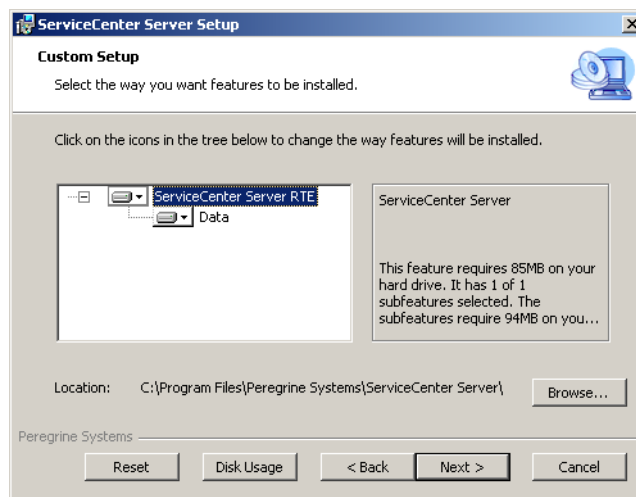 ServiceCenter Server Setup
Custom Setup
Select the way you want features to be installed.
Click on the icons in the tree below to change the way features will be installed.
ServiceCenter Server RTE
Data
ServiceCenter Server
This feature requires 85MB on your
hard drive. It has 1 of 1
subfeatures selected. The
subfeatures require 94MB on you...
Location: C:\Program Files\Peregrine Systems\ServiceCenter Server\
Browse...
Peregrine Systems
Reset Disk Usage < Back Next > Cancel